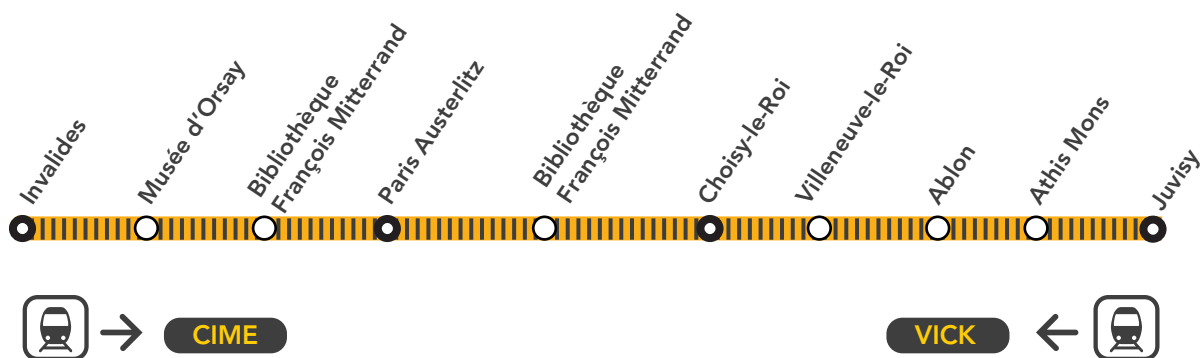 Invalides
Musée d'Orsay
Bibliothèque
François Mitterrand
Paris Austerlitz
Bibliothèque
François Mitterrand
Choisy-le-Roi
Villeneuve-le-Roi
Ablon
Athis Mons
Juvisy
CIME
VICK